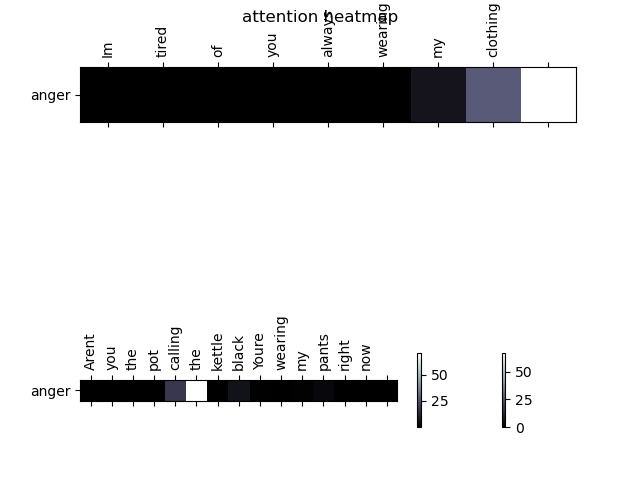 attention heatmap
Im tired of you always wearing my clothing
anger
Arent you the pot calling the kettle black Youre wearing my pants right now
anger
50
25
50
25
0